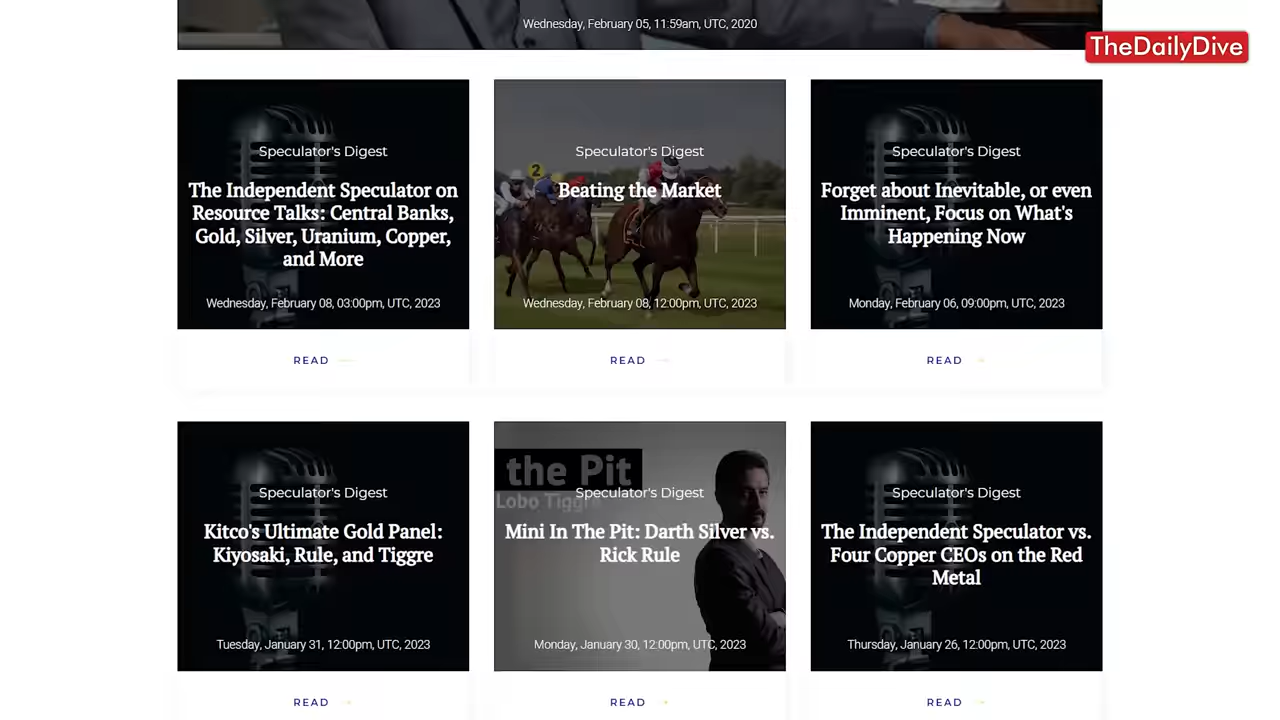 Wednesday, February 05, 11:59am, UTC, 2020
TheDailyDive
Speculator's Digest
The Independent Speculator on
Resource Talks: Central Banks,
Gold, Silver, Uranium, Copper,
and More
Wednesday, February 08, 03:00pm, UTC, 2023
READ
2
Speculator's Digest
Beating the Market
Wednesday, February 08, 12:00pm, UTC, 2023
READ
Speculator's Digest
Forget about Inevitable, or even
Imminent, Focus on What's
Happening Now
Monday, February 06, 09:00pm, UTC, 2023
READ
Speculator's Digest
Kitco's Ultimate Gold Panel:
Kiyosaki, Rule, and Tiggre
Tuesday, January 31, 12:00pm, UTC, 2023
READ
the Pit
Lobo Tiggre
Speculator's Digest
Mini In The Pit: Darth Silver vs.
Rick Rule
Monday, January 30, 12:00pm, UTC, 2023
READ
Speculator's Digest
The Independent Speculator vs.
Four Copper CEOs on the Red
Metal
Thursday, January 26, 12:00pm, UTC, 2023
READ